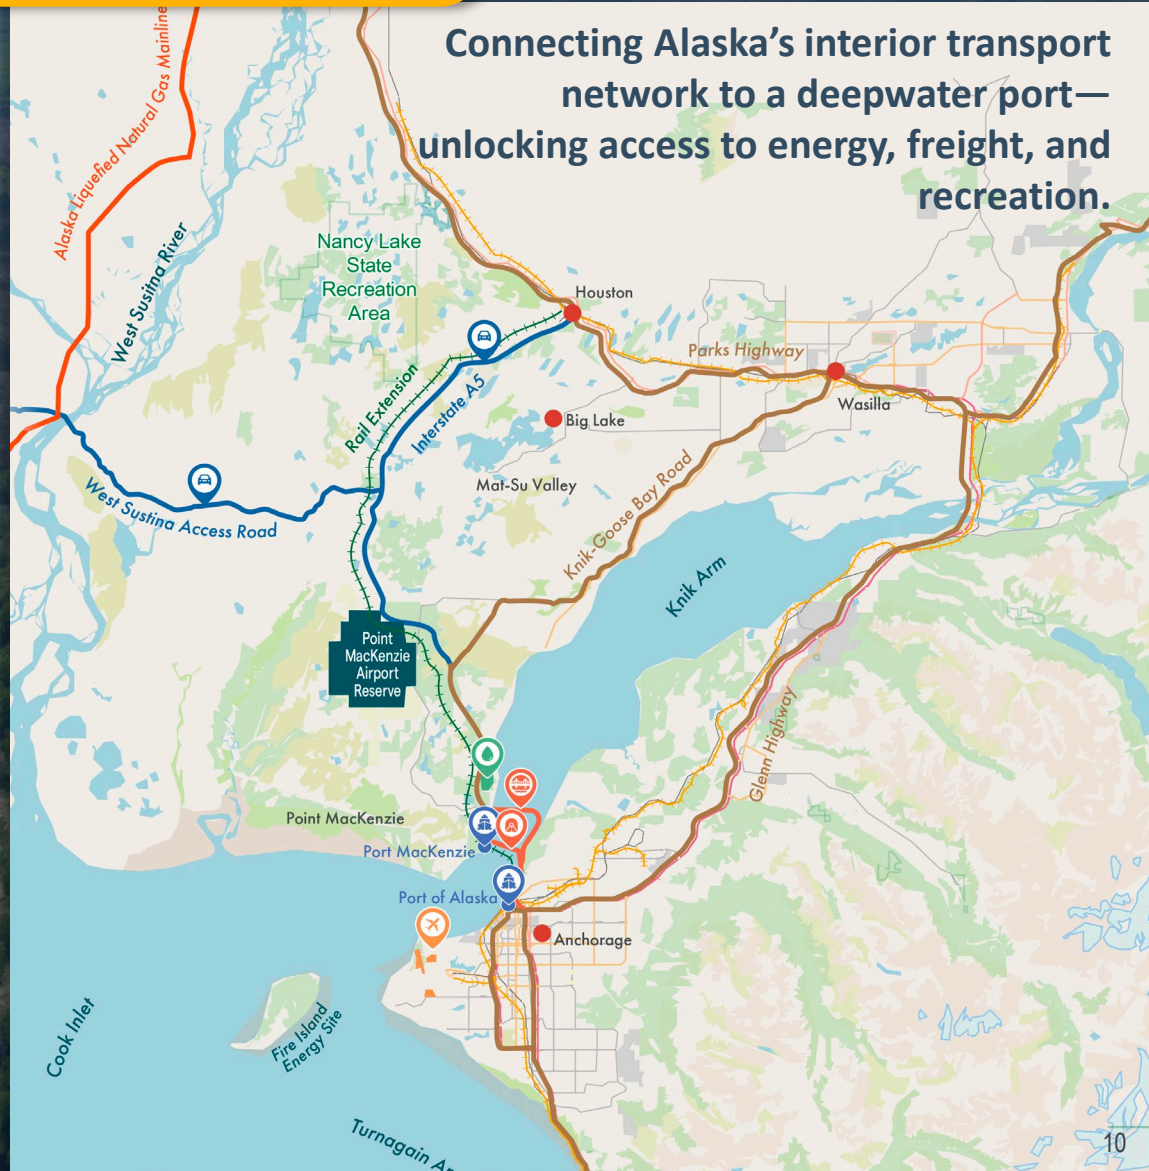 Connecting Alaska's interior transport
network to a deepwater port—
unlocking access to energy, freight, and
recreation.
Alaska Liquefied Natural Gas Mainline
West Susitna River
Nancy Lake
State
Recreation
Area
Houston
Parks Highway
Wasilla
Rail Extension
Interstate A5
Big Lake
Mat-Su Valley
West Sustina Access Road
Knik-Goose Bay Road
Knik Arm
Point
MacKenzie
Airport
Reserve
Glenn Highway
Point MacKenzie
Port MacKenzie
Port of Alaska
Anchorage
Cook Inlet
Fire Island
Energy Site
Turnagain
10